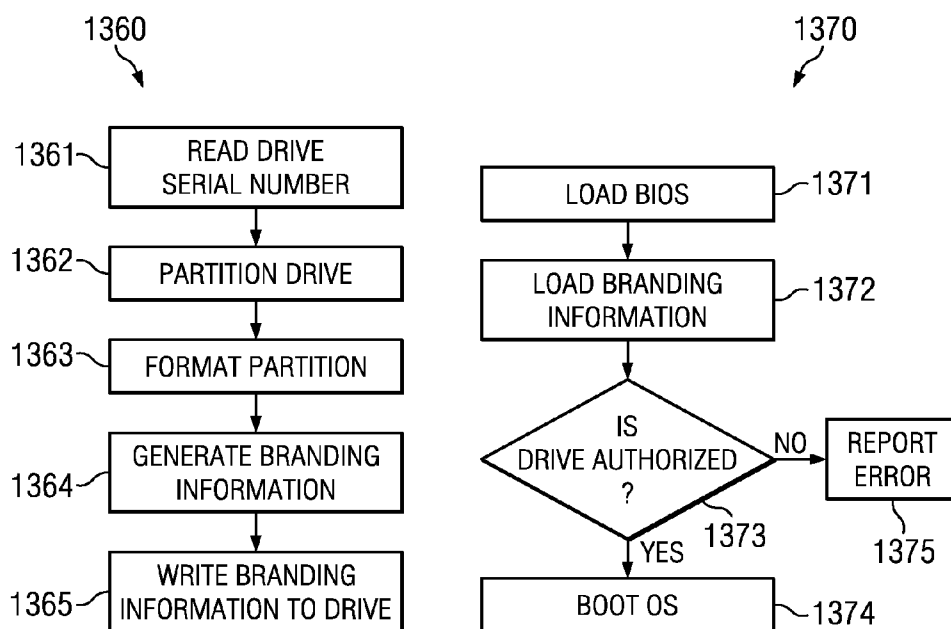 1360
1361
READ DRIVE
SERIAL NUMBER
1362
PARTITION DRIVE
1363
FORMAT PARTITION
1364
GENERATE BRANDING
INFORMATION
1365
WRITE BRANDING
INFORMATION TO DRIVE
1370
LOAD BIOS
1371
LOAD BRANDING
INFORMATION
1372
IS
DRIVE AUTHORIZED
?
1373
NO
REPORT
ERROR
1375
YES
BOOT OS
1374